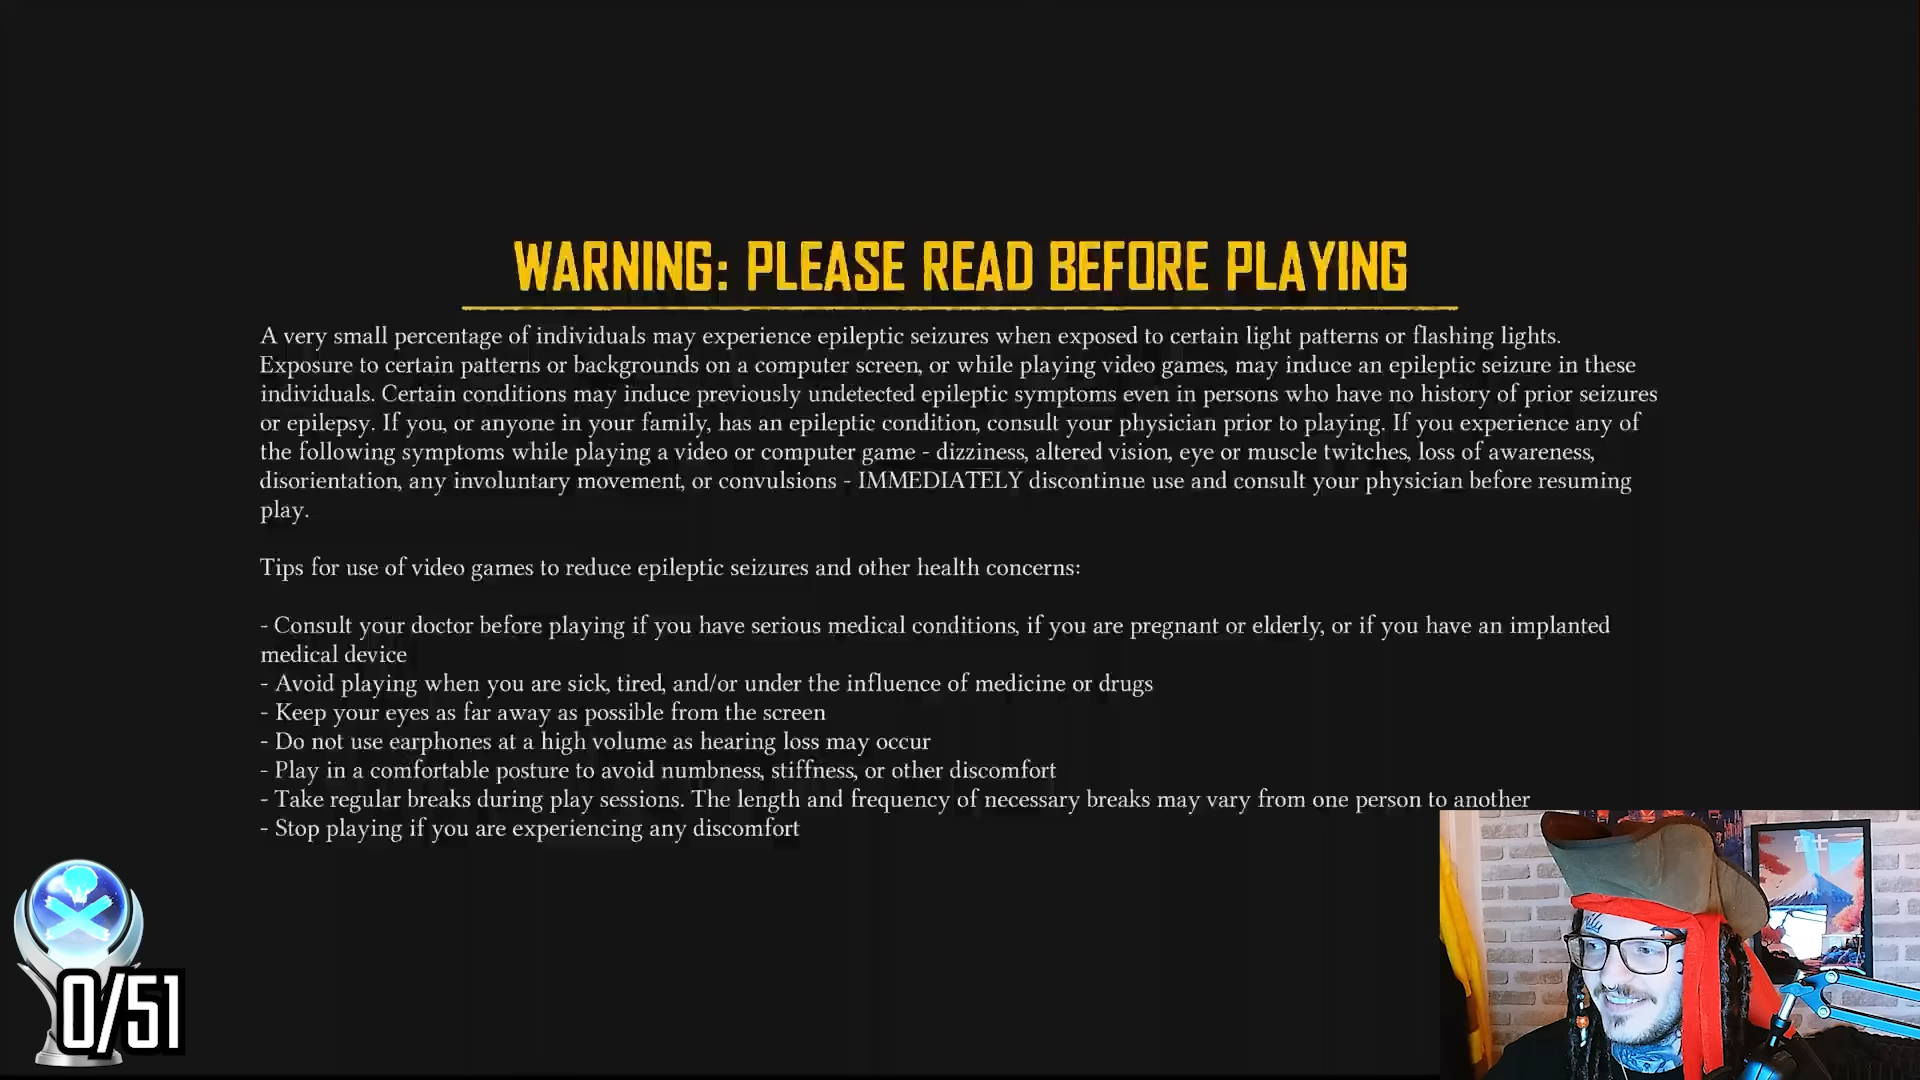 WARNING: PLEASE READ BEFORE PLAYING
A very small percentage of individuals may experience epileptic seizures when exposed to certain light patterns or flashing lights.
Exposure to certain patterns or backgrounds on a computer screen, or while playing video games, may induce an epileptic seizure in these
individuals. Certain conditions may induce previously undetected epileptic symptoms even in persons who have no history of prior seizures
or epilepsy. If you, or anyone in your family, has an epileptic condition, consult your physician prior to playing. If you experience any of
the following symptoms while playing a video or computer game - dizziness, altered vision, eye or muscle twitches, loss of awareness,
disorientation, any involuntary movement, or convulsions - IMMEDIATELY discontinue use and consult your physician before resuming
play.
Tips for use of video games to reduce epileptic seizures and other health concerns:
- Consult your doctor before playing if you have serious medical conditions, if you are pregnant or elderly, or if you have an implanted
medical device
- Avoid playing when you are sick, tired, and/or under the influence of medicine or drugs
- Keep your eyes as far away as possible from the screen
- Do not use earphones at a high volume as hearing loss may occur
- Play in a comfortable posture to avoid numbness, stiffness, or other discomfort
- Take regular breaks during play sessions. The length and frequency of necessary breaks may vary from one person to another
- Stop playing if you are experiencing any discomfort
0/51
富士